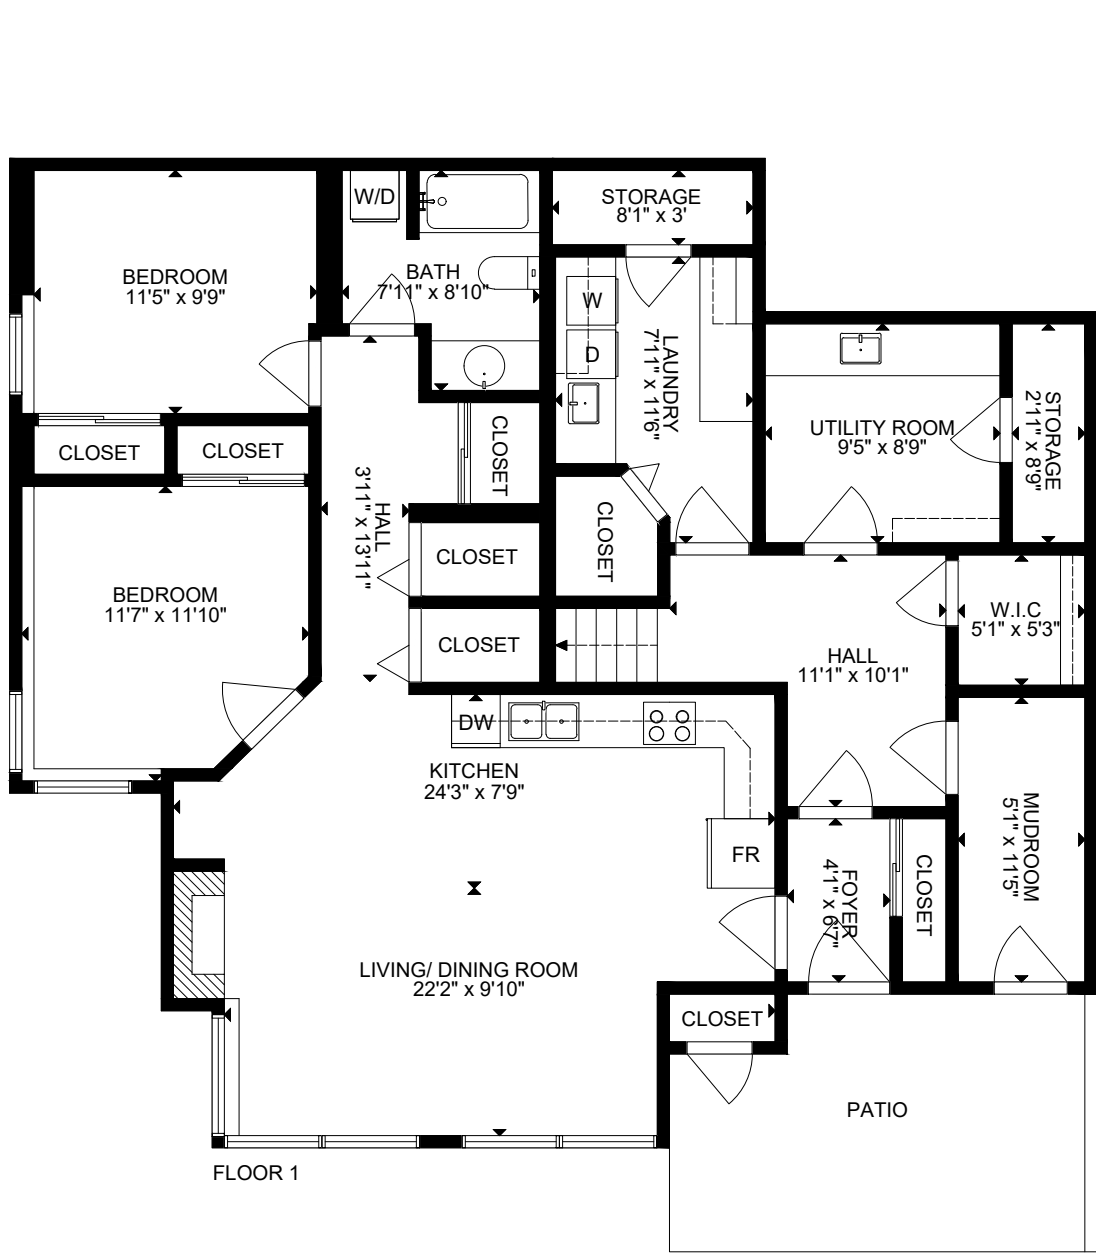 W/D
STORAGE
8'1" x 3'
BEDROOM
11'5" x 9'9"
BATH
7'11" x 8'10"
W
D
LAUNDRY
7'11" x 11'6"
UTILITY ROOM
9'5" x 8'9"
STORAGE
2'11" x 8'9"
CLOSET
CLOSET
CLOSET
HALL
3'11" x 13'11"
CLOSET
CLOSET
BEDROOM
11'7" x 11'10"
CLOSET
W.I.C
5'1" x 5'3"
HALL
11'1" x 10'1"
DW
KITCHEN
24'3" x 7'9"
FR
FOYER
4'1" x 6'7"
CLOSET
MUDROOM
5'1" x 11'5"
LIVING/ DINING ROOM
22'2" x 9'10"
CLOSET
PATIO
FLOOR 1